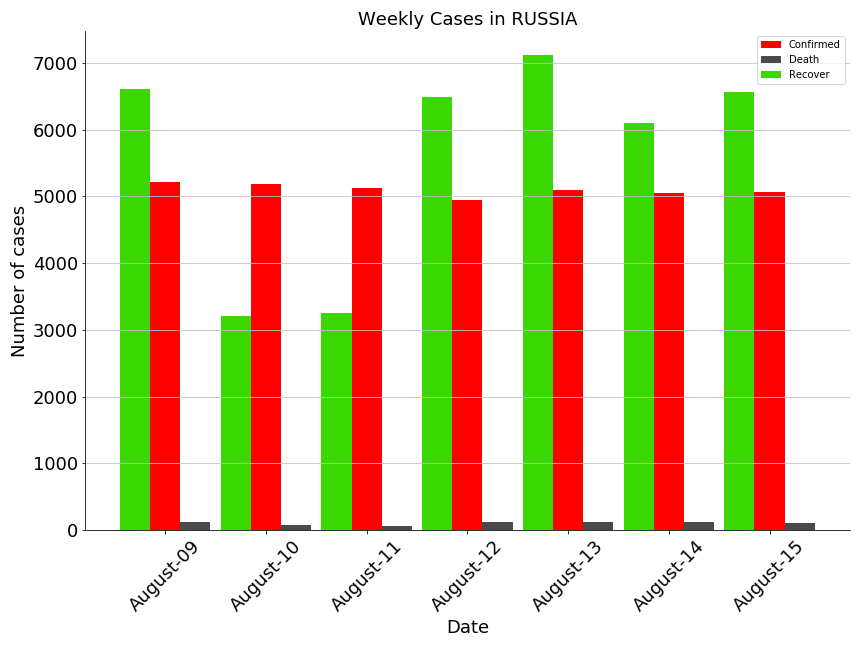 Weekly Cases in RUSSIA
Confirmed
Death
Recover
Number of cases
7000
6000
5000
4000
3000
2000
1000
0
August-09
August-10
August-11
August-12
August-13
August-14
August-15
Date